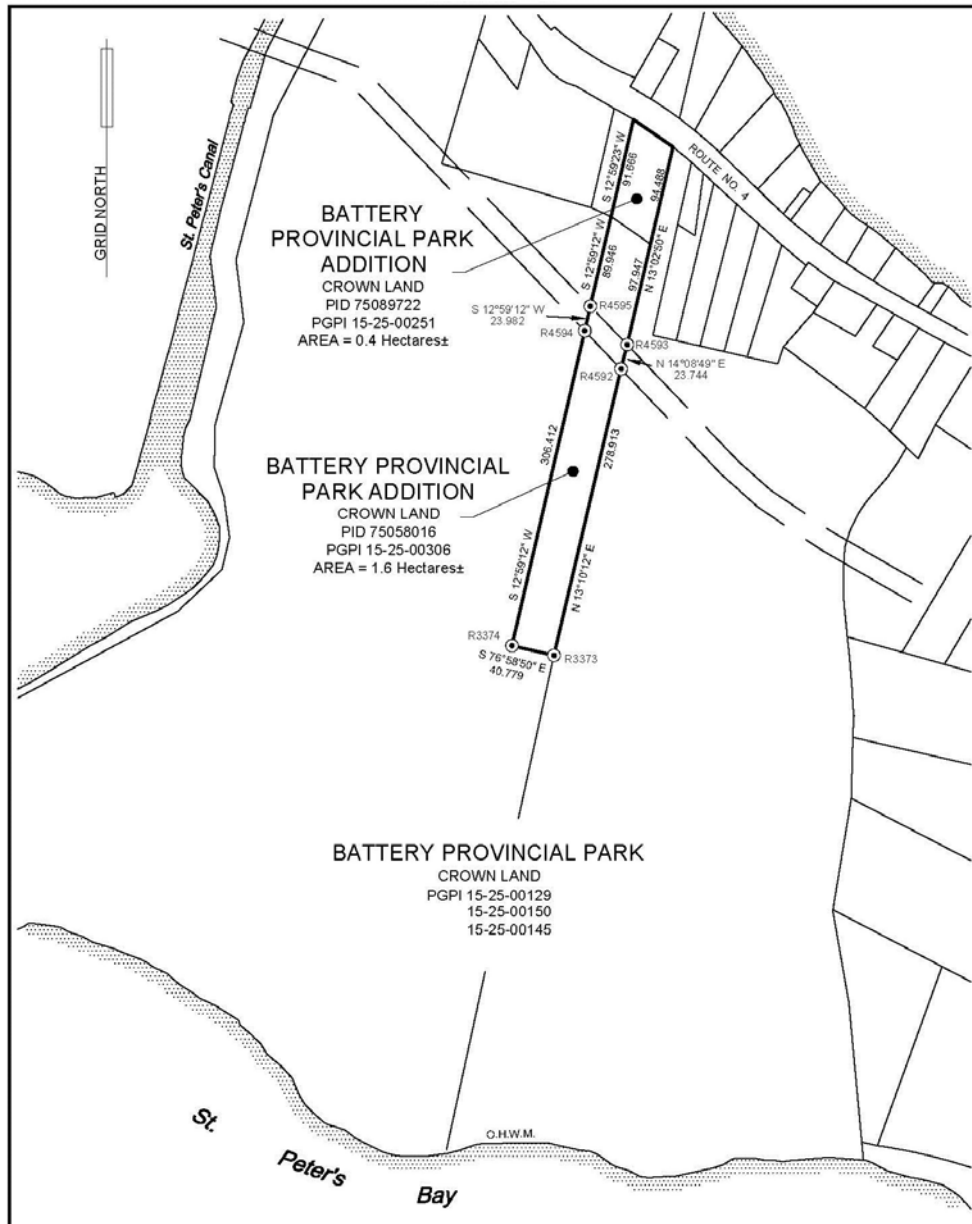 GRID NORTH
St. Peter's Canal
ROUTE NO. 4
BATTERY
PROVINCIAL PARK
ADDITION
CROWN LAND
PID 75089722
PGPI 15-25-00251
AREA = 0.4 Hectares±
S 12°59'23" W
91.666
94.488
S 12°59'12" W
89.946
97.947
N 13°02'50" E
S 12°59'12" W
23.982
R4595
R4594
R4593
N 14°08'49" E
23.744
R4592
306.412
278.913
BATTERY PROVINCIAL
PARK ADDITION
CROWN LAND
PID 75058016
PGPI 15-25-00306
AREA = 1.6 Hectares±
S 12°59'12" W
N 13°10'12" E
R3374
S 76°58'50" E
40.779
R3373
BATTERY PROVINCIAL PARK
CROWN LAND
PGPI 15-25-00129
15-25-00150
15-25-00145
O.H.W.M.
St.
Peter's
Bay